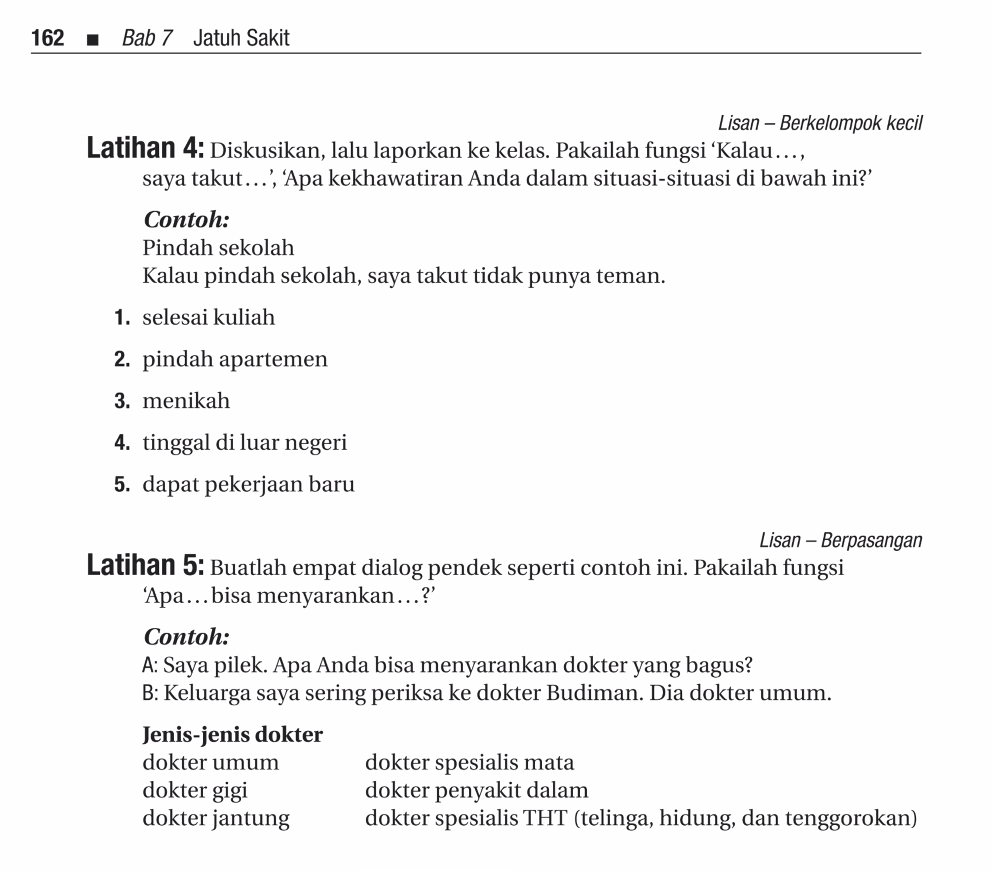 162 ■ Bab 7 Jatuh Sakit
Lisan – Berkelompok kecil
Latihan 4: Diskusikan, lalu laporkan ke kelas. Pakailah fungsi ‘Kalau…,
saya takut…’, ‘Apa kekhawatiran Anda dalam situasi-situasi di bawah ini?’
Contoh:
Pindah sekolah
Kalau pindah sekolah, saya takut tidak punya teman.
1. selesai kuliah
2. pindah apartemen
3. menikah
4. tinggal di luar negeri
5. dapat pekerjaan baru
Lisan – Berpasangan
Latihan 5: Buatlah empat dialog pendek seperti contoh ini. Pakailah fungsi
‘Apa…bisa menyarankan…?’
Contoh:
A: Saya pilek. Apa Anda bisa menyarankan dokter yang bagus?
B: Keluarga saya sering periksa ke dokter Budiman. Dia dokter umum.
Jenis-jenis dokter
dokter umum dokter spesialis mata
dokter gigi dokter penyakit dalam
dokter jantung dokter spesialis THT (telinga, hidung, dan tenggorokan)